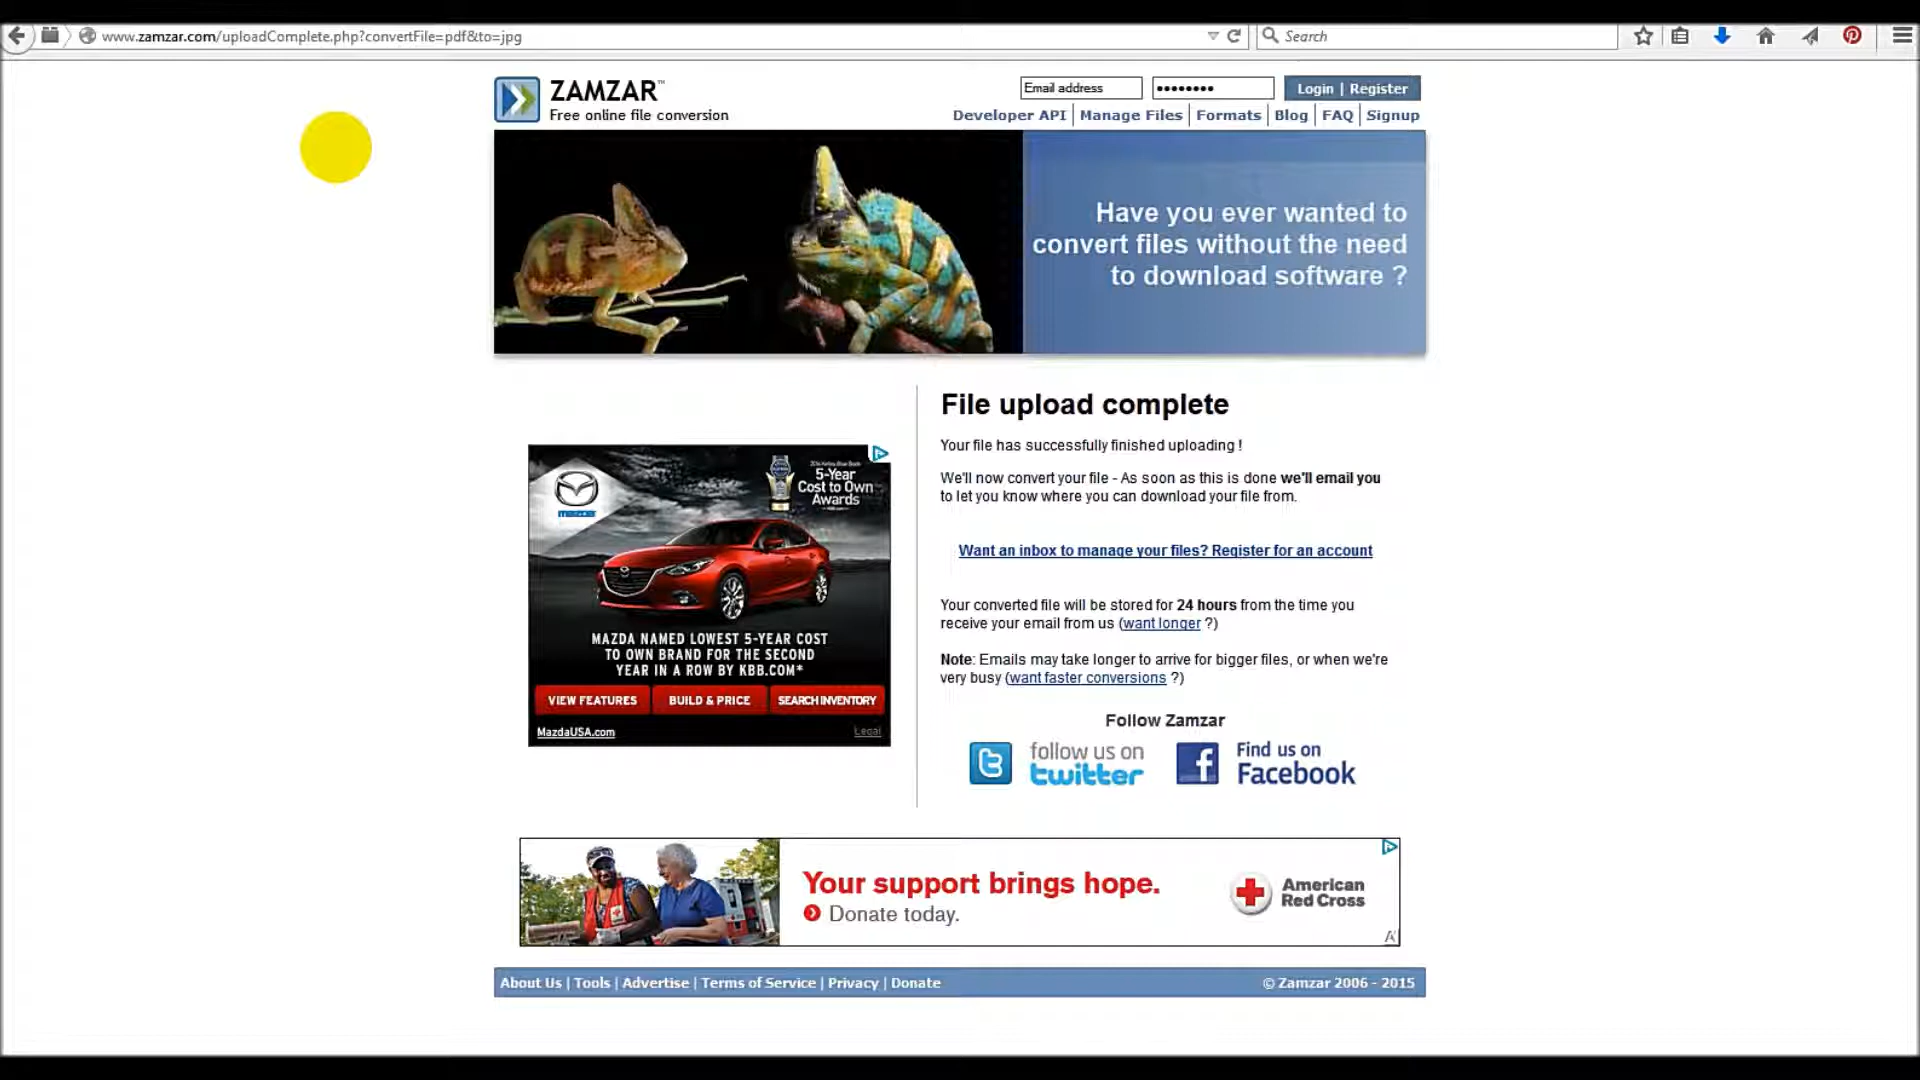 www.zamzar.com/uploadComplete.php?convertFile=pdf&to=jpg
Search
ZAMZAR™
Free online file conversion
Email address
Login | Register
Developer API | Manage Files | Formats | Blog | FAQ | Signup
Have you ever wanted to
convert files without the need
to download software ?
File upload complete
Your file has successfully finished uploading !
We'll now convert your file - As soon as this is done we'll email you
to let you know where you can download your file from.
Want an inbox to manage your files? Register for an account
Your converted file will be stored for 24 hours from the time you
receive your email from us (want longer ?)
Note: Emails may take longer to arrive for bigger files, or when we're
very busy (want faster conversions ?)
Follow Zamzar
follow us on
twitter
Find us on
Facebook
5-Year
Cost to Own
Awards
mazda
MAZDA NAMED LOWEST 5-YEAR COST
TO OWN BRAND FOR THE SECOND
YEAR IN A ROW BY KBB.COM*
VIEW FEATURES
BUILD & PRICE
SEARCH INVENTORY
MazdaUSA.com
Legal
Your support brings hope.
Donate today.
American
Red Cross
About Us | Tools | Advertise | Terms of Service | Privacy | Donate
© Zamzar 2006 - 2015